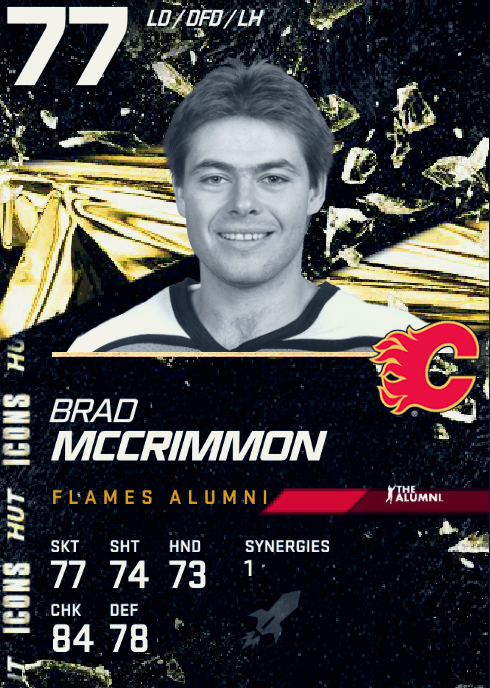 77
LD / DFD / LH
BRAD
MCCRIMMON
FLAMES ALUMNI
THE
ALUMNI.
SKT SHT HND SYNERGIES
77 74 73 1
CHK DEF
84 78
HUT ICONS HUT ICONS HUT
C
®